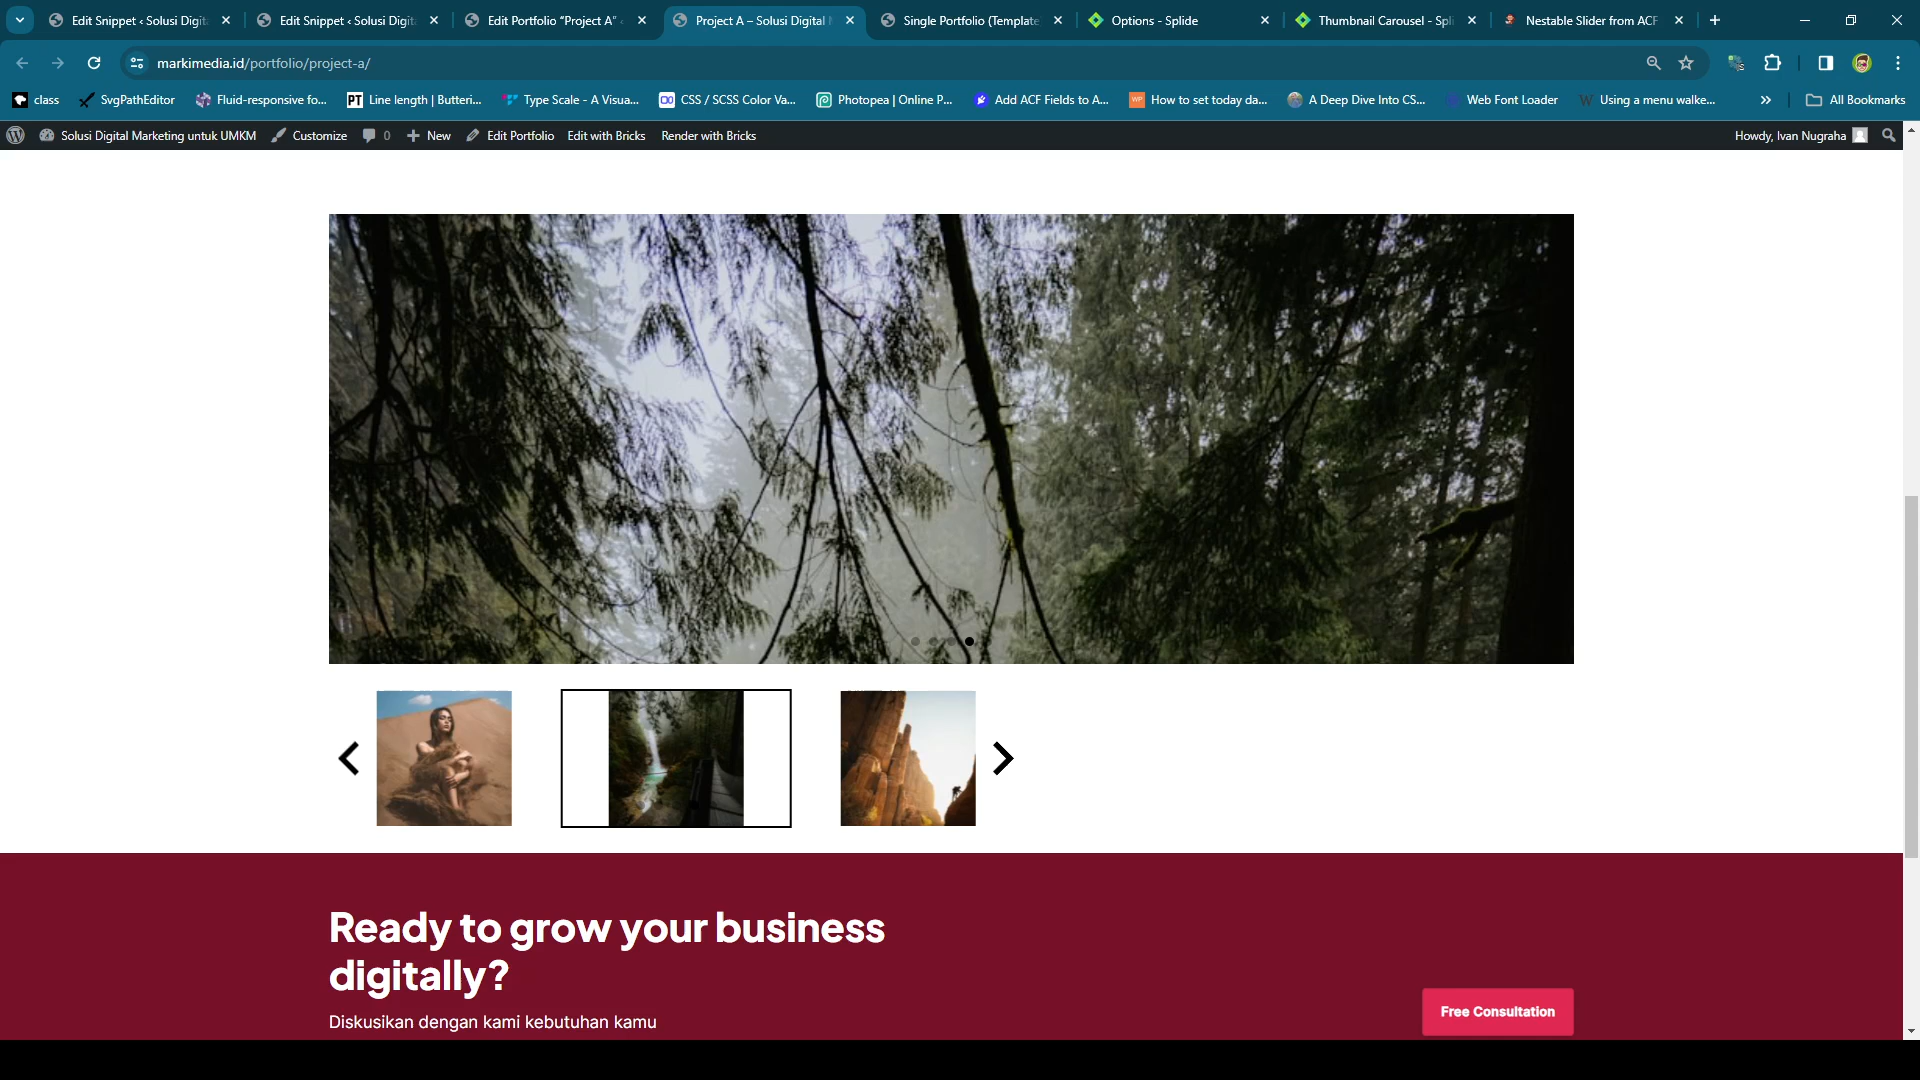 Edit Snippet ‹ Solusi Digit
Edit Snippet ‹ Solusi Digit
Edit Portfolio “Project A” ‹
Project A – Solusi Digital
Single Portfolio (Template
Options - Splide
Thumbnail Carousel - Spli
Nestable Slider from ACF
markimedia.id/portfolio/project-a/
class
SvgPathEditor
Fluid-responsive fo...
PT
Line length | Butteri...
Type Scale - A Visua...
CSS / SCSS Color Va...
Photopea | Online P...
Add ACF Fields to A...
WP
How to set today da...
A Deep Dive Into CS...
Web Font Loader
W
Using a menu walke...
»
All Bookmarks
Solusi Digital Marketing untuk UMKM
Customize
0
New
Edit Portfolio
Edit with Bricks
Render with Bricks
Howdy, Ivan Nugraha
Ready to grow your business
digitally?
Diskusikan dengan kami kebutuhan kamu
Free Consultation